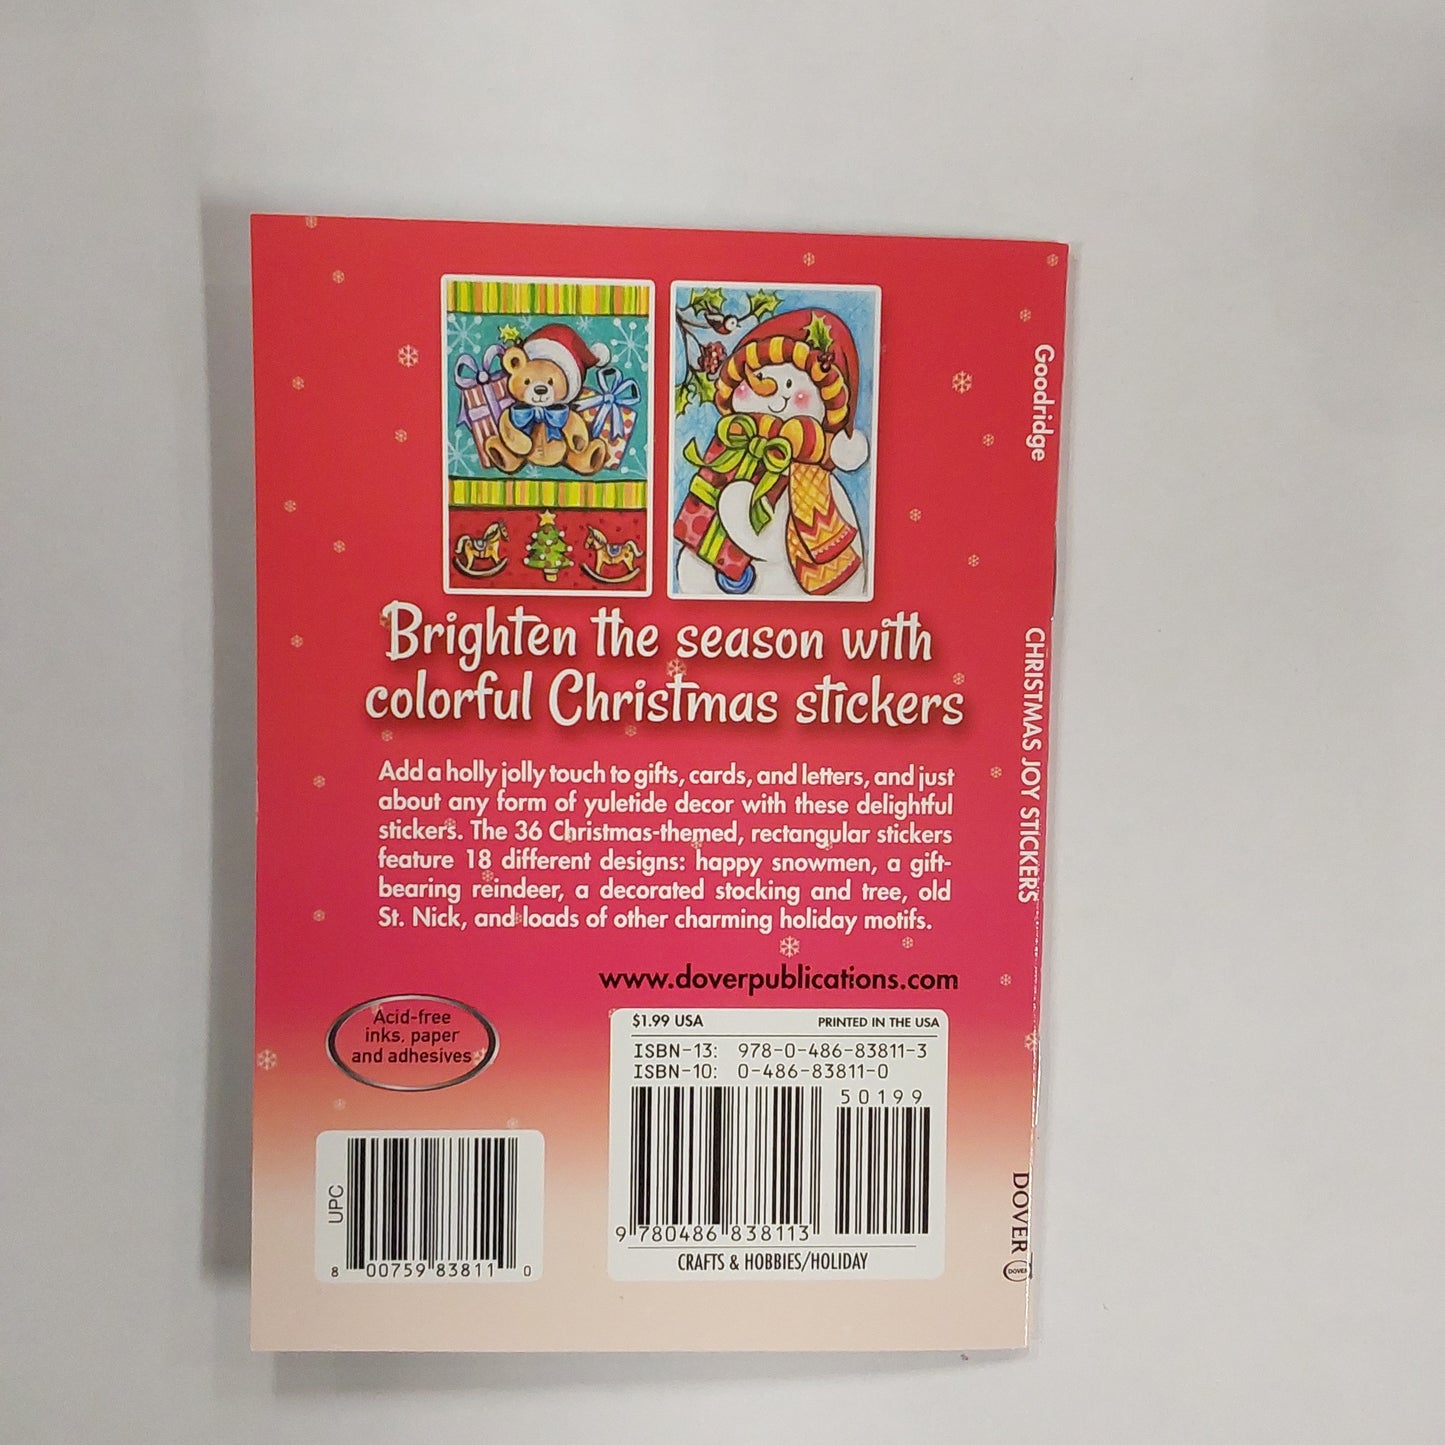 Brighten the season with
colorful Christmas stickers
Add a holly jolly touch to gifts, cards, and letters, and just
about any form of yuletide decor with these delightful
stickers. The 36 Christmas-themed, rectangular stickers
feature 18 different designs: happy snowmen, a gift-
bearing reindeer, a decorated stocking and tree, old
St. Nick, and loads of other charming holiday motifs.
www.doverpublications.com
Acid-free
inks, paper
and adhesives
$1.99 USA PRINTED IN THE USA
ISBN-13: 978-0-486-83811-3
ISBN-10: 0-486-83811-0
50199
9 780486 838113
CRAFTS & HOBBIES/HOLIDAY
UPC
8 00759 83811 0
Goodridge
CHRISTMAS JOY STICKERS
DOVER
DOVER